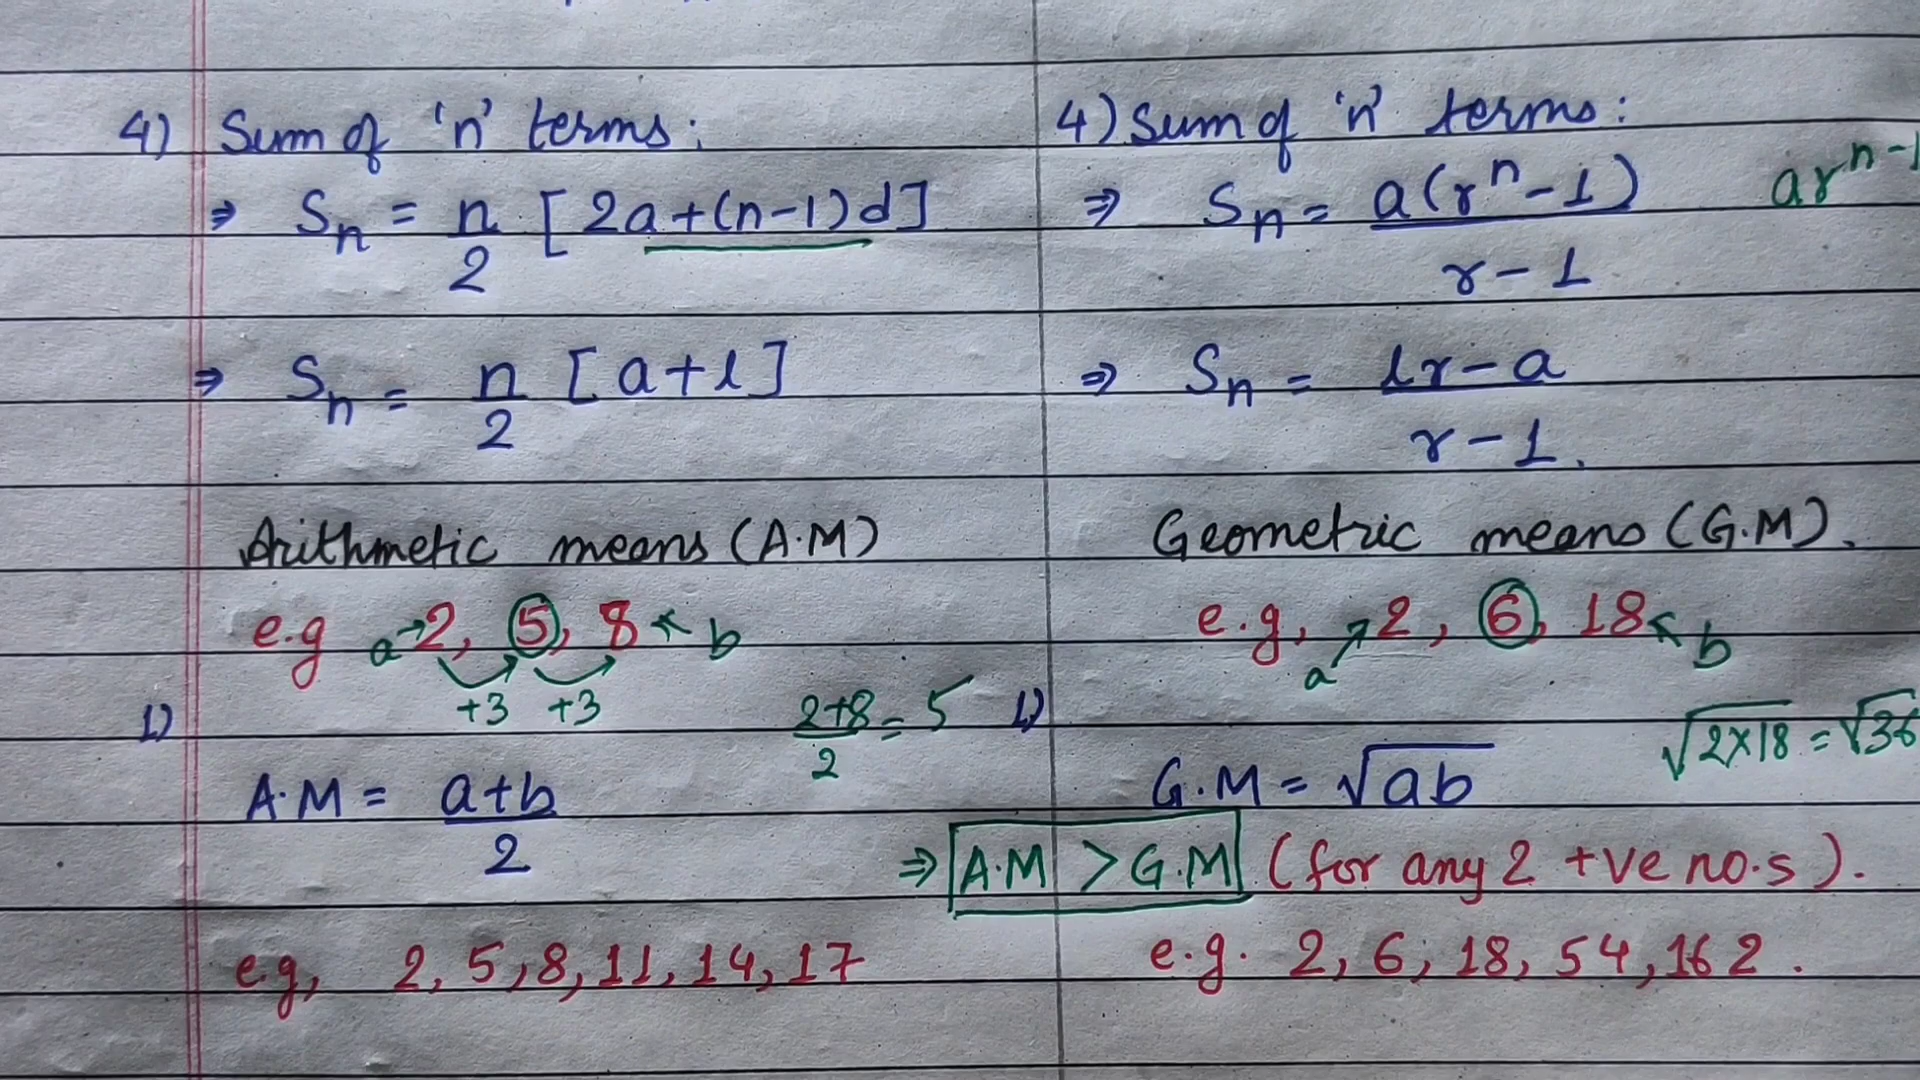 4) Sum of 'n' terms:
⇒ Sn = n/2 [2a+(n-1)d]
⇒ Sn = n/2 [a+l]
Arithmetic means (A.M)
e.g a→2, 5, 8←b
+3 +3
1) 2+8/2 = 5
A.M = a+b/2
e.g, 2, 5, 8, 11, 14, 17
4) Sum of 'n' terms:
⇒ Sn = a(r^n-1)/r-1 ar^n-1
⇒ Sn = lr-a/r-1.
Geometric means (G.M).
e.g, a→2, 6, 18←b
1) √2×18 = √36
G.M = √ab
⇒ A.M > G.M (for any 2 +ve no.s).
e.g. 2, 6, 18, 54, 162.